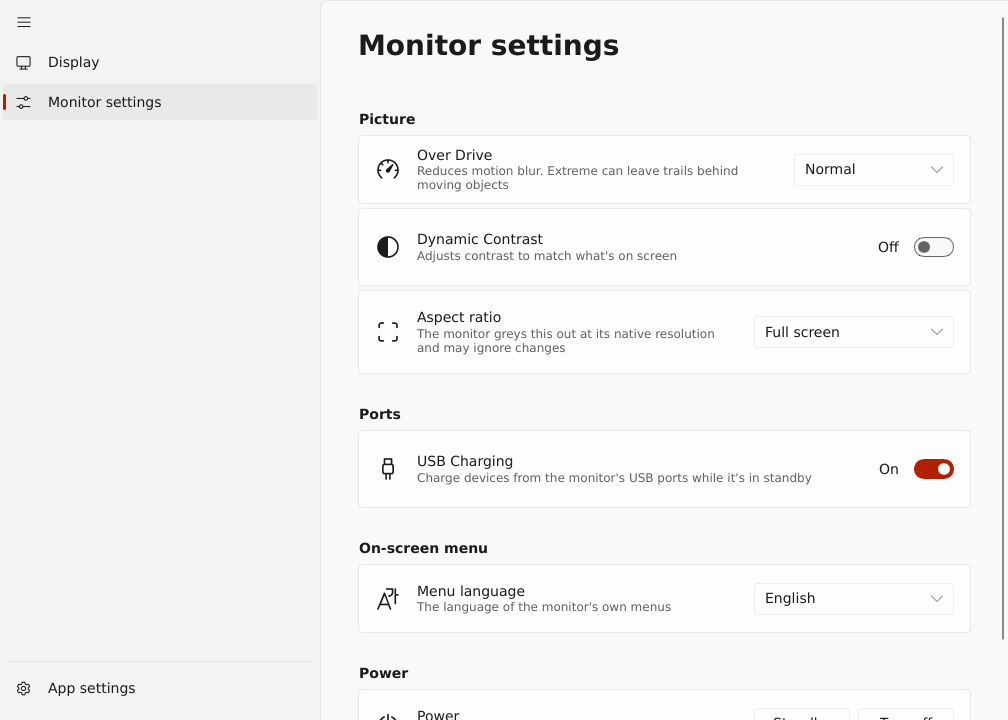 Display
Monitor settings
App settings
Monitor settings
Picture
Over Drive
Reduces motion blur. Extreme can leave trails behind
moving objects
Normal
Dynamic Contrast
Adjusts contrast to match what's on screen
Off
Aspect ratio
The monitor greys this out at its native resolution
and may ignore changes
Full screen
Ports
USB Charging
Charge devices from the monitor's USB ports while it's in standby
On
On-screen menu
Menu language
The language of the monitor's own menus
English
Power
Power